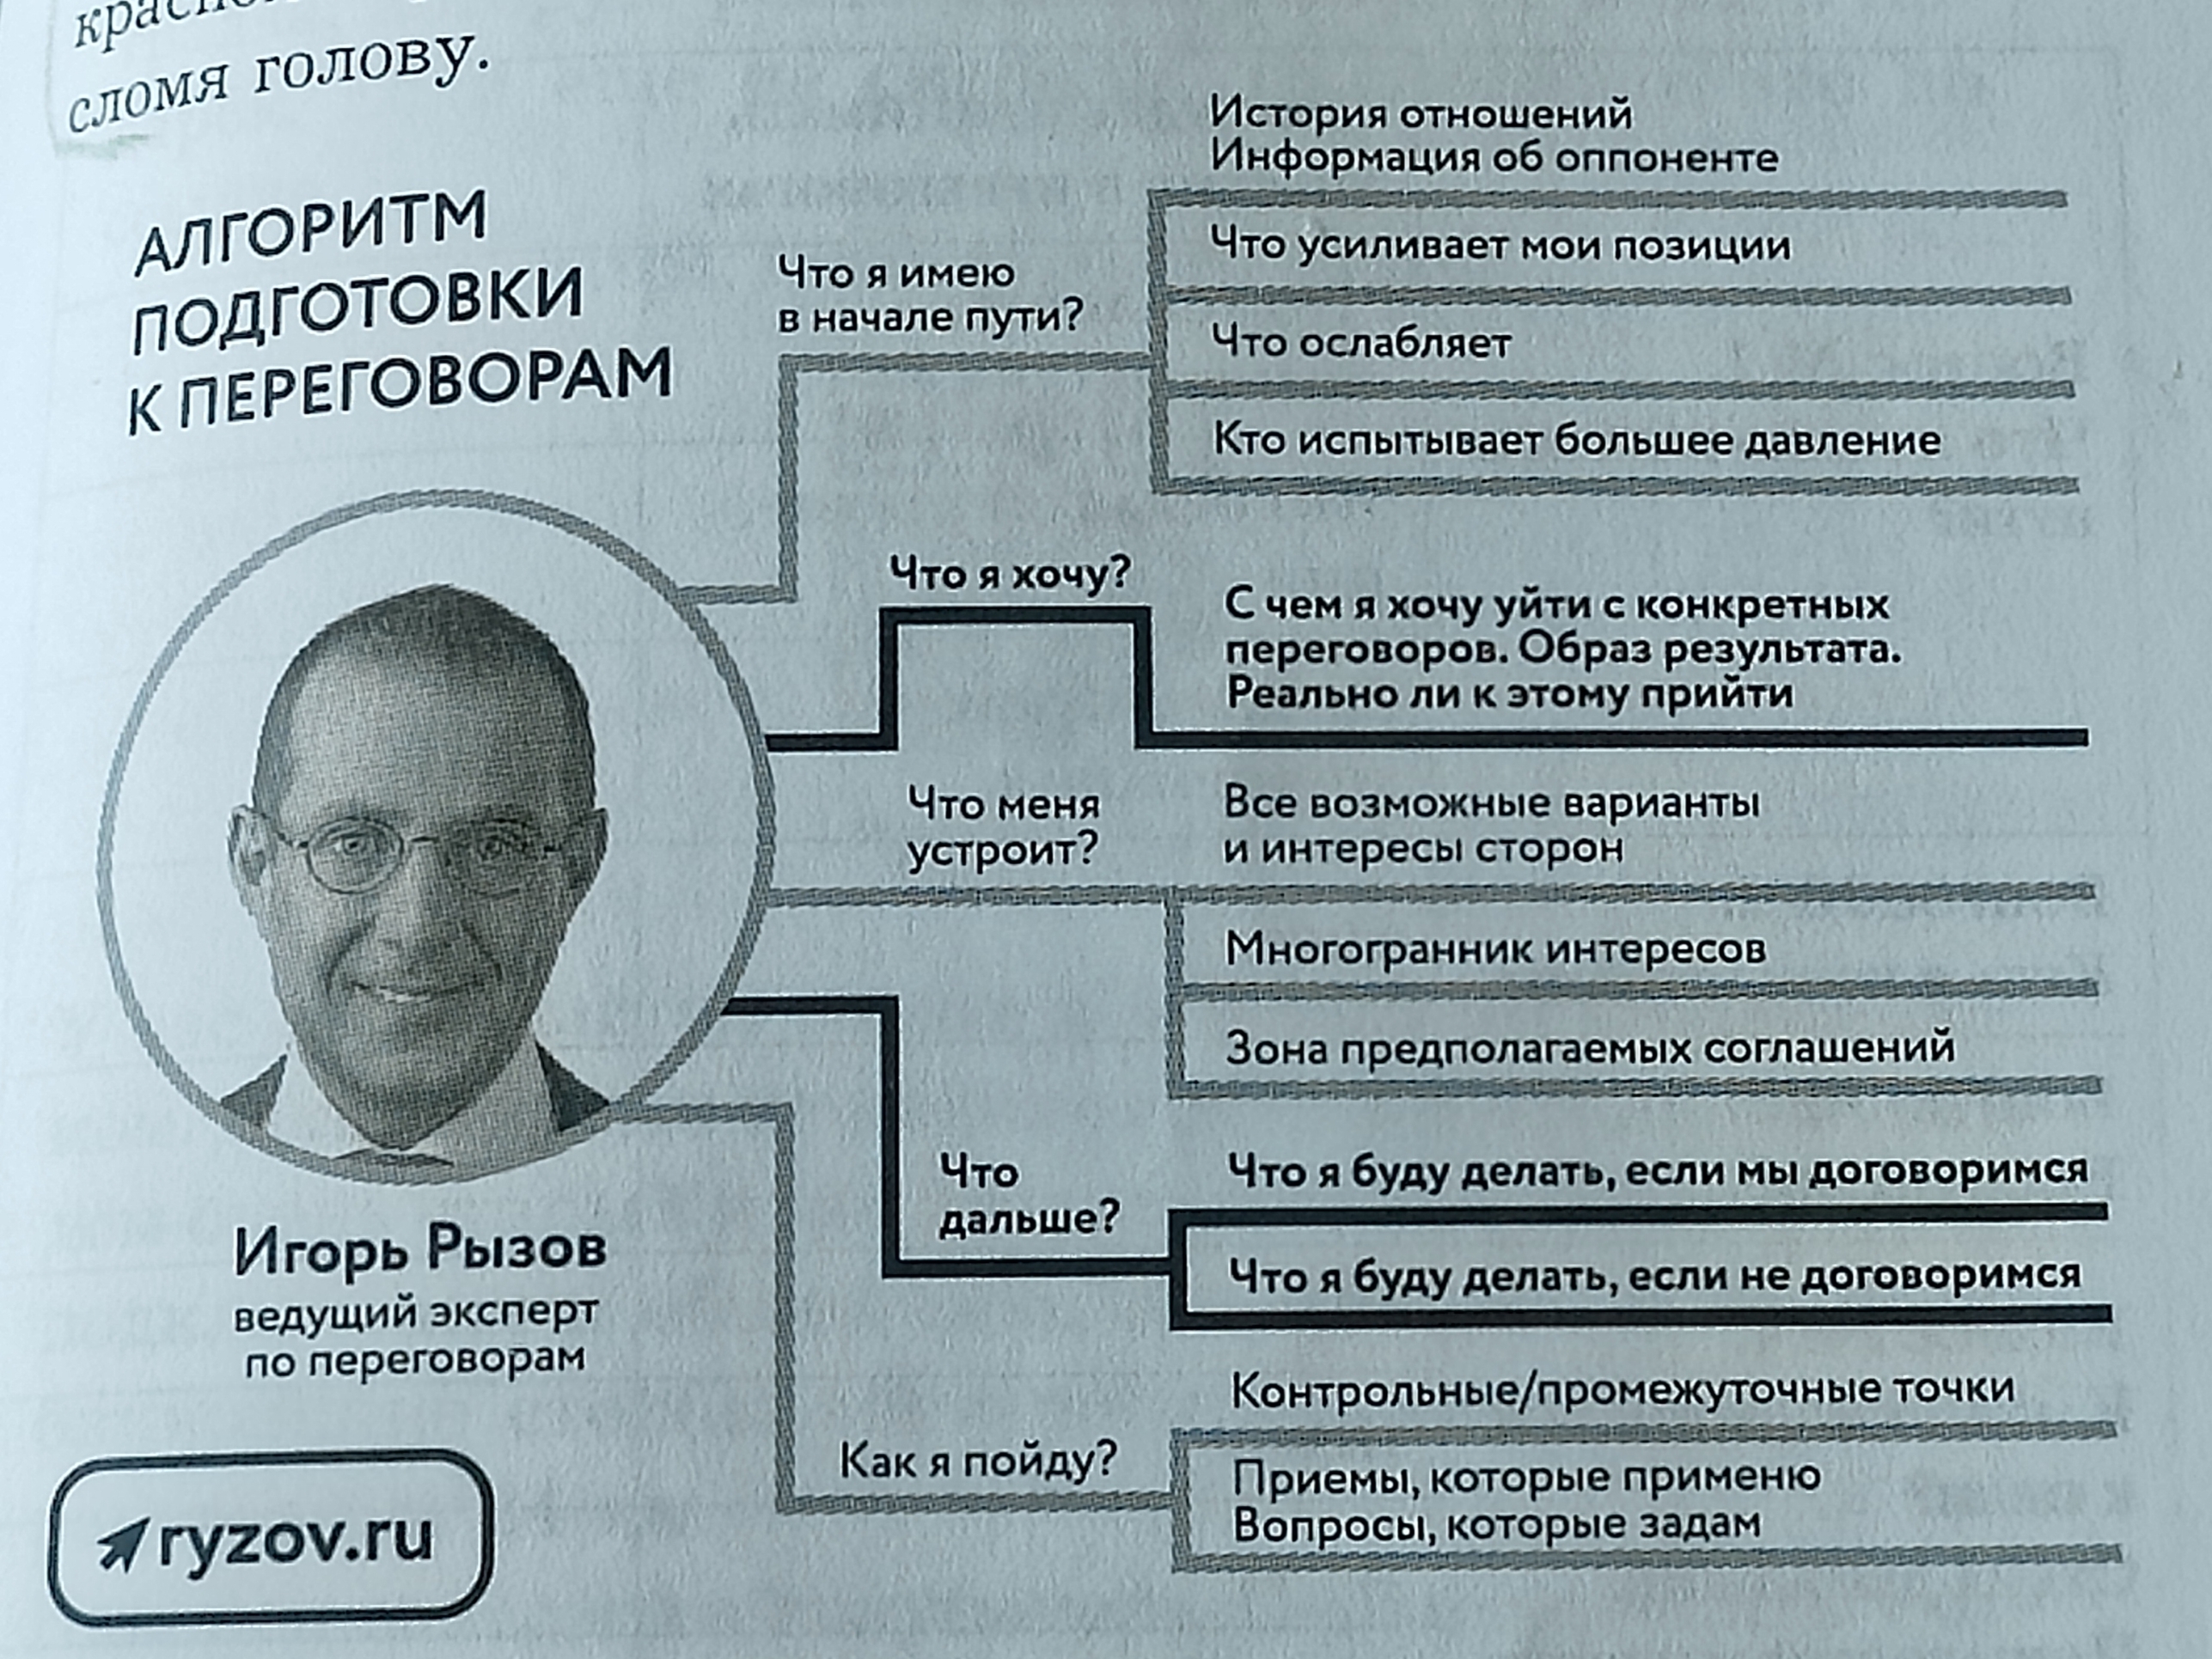 сломя голову.
АЛГОРИТМ
ПОДГОТОВКИ
К ПЕРЕГОВОРАМ
Что я имею
в начале пути?
История отношений
Информация об оппоненте
Что усиливает мои позиции
Что ослабляет
Кто испытывает большее давление
Что я хочу?
С чем я хочу уйти с конкретных
переговоров. Образ результата.
Реально ли к этому прийти
Что меня
устроит?
Все возможные варианты
и интересы сторон
Многогранник интересов
Зона предполагаемых соглашений
Что
дальше?
Что я буду делать, если мы договоримся
Что я буду делать, если не договоримся
Как я пойду?
Контрольные/промежуточные точки
Приемы, которые применю
Вопросы, которые задам
Игорь Рызов
ведущий эксперт
по переговорам
ryzov.ru